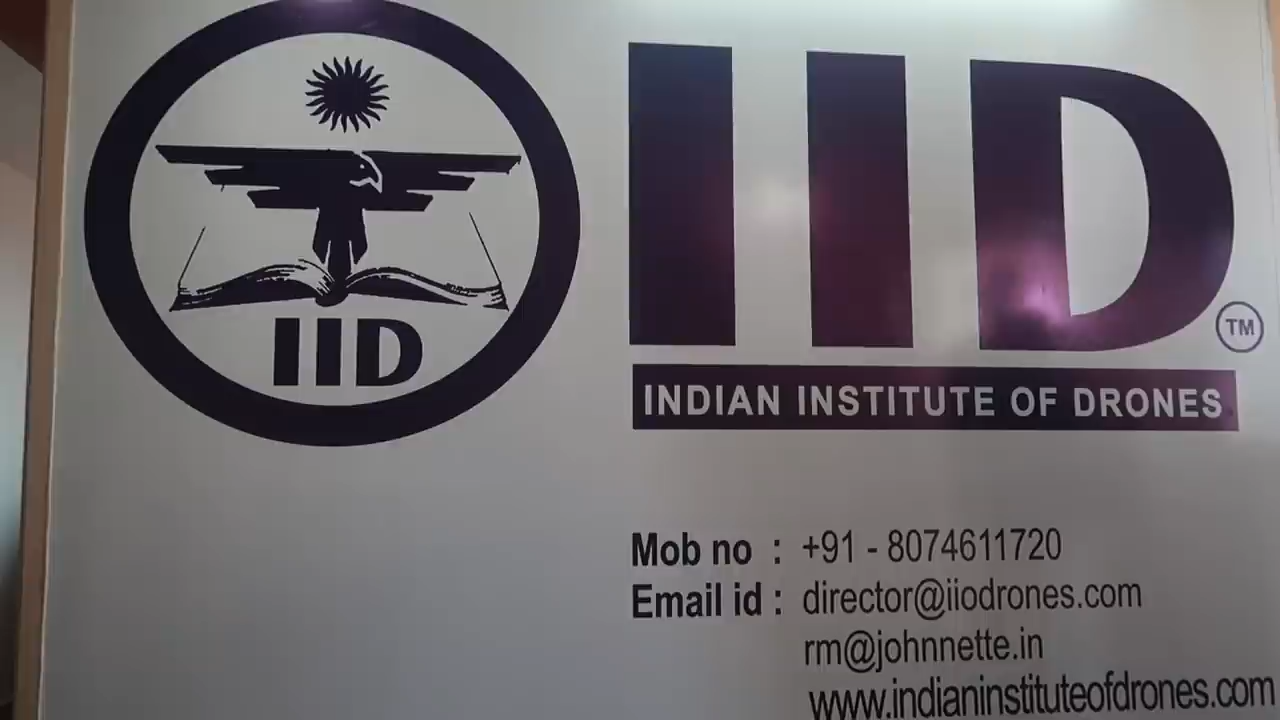 IID
IID
TM
INDIAN INSTITUTE OF DRONES
Mob no : +91 - 8074611720
Email id : director@iiodrones.com
rm@johnnette.in
www.indianinstituteofdrones.com